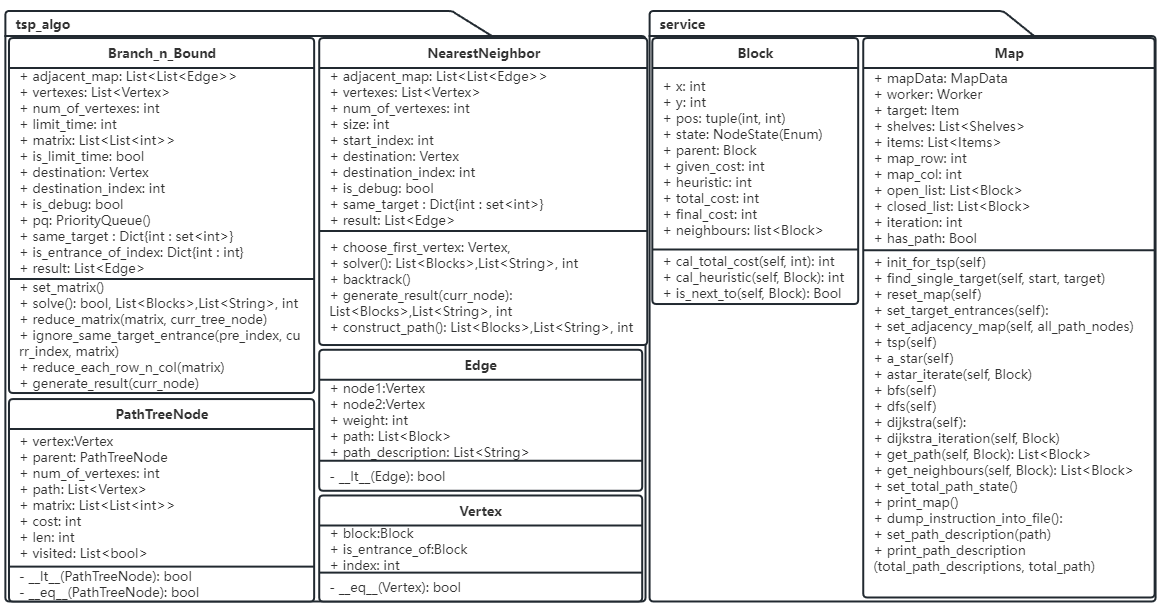 tsp_algo
Branch_n_Bound
+ adjacent_map: List<List<Edge>>
+ vertexes: List<Vertex>
+ num_of_vertexes: int
+ limit_time: int
+ matrix: List<List<int>>
+ is_limit_time: bool
+ destination: Vertex
+ destination_index: int
+ is_debug: bool
+ pq: PriorityQueue()
+ same_target : Dict{int : set<int>}
+ is_entrance_of_index: Dict{int : int}
+ result: List<Edge>
+ set_matrix()
+ solve(): bool, List<Blocks>,List<String>, int
+ reduce_matrix(matrix, curr_tree_node)
+ ignore_same_target_entrance(pre_index, cu
rr_index, matrix)
+ reduce_each_row_n_col(matrix)
+ generate_result(curr_node)
PathTreeNode
+ vertex:Vertex
+ parent: PathTreeNode
+ num_of_vertexes: int
+ path: List<Vertex>
+ matrix: List<List<int>>
+ cost: int
+ len: int
+ visited: List<bool>
- __lt__(PathTreeNode): bool
- __eq__(PathTreeNode): bool
NearestNeighbor
+ adjacent_map: List<List<Edge>>
+ vertexes: List<Vertex>
+ num_of_vertexes: int
+ size: int
+ start_index: int
+ destination: Vertex
+ destination_index: int
+ is_debug: bool
+ same_target : Dict{int : set<int>}
+ result: List<Edge>
+ choose_first_vertex: Vertex,
+ solver(): List<Blocks>,List<String>, int
+ backtrack()
+ generate_result(curr_node):
List<Blocks>,List<String>, int
+ construct_path(): List<Blocks>,List<String>, int
Edge
+ node1:Vertex
+ node2:Vertex
+ weight: int
+ path: List<Block>
+ path_description: List<String>
- __lt__(Edge): bool
Vertex
+ block:Block
+ is_entrance_of:Block
+ index: int
- __eq__(Vertex): bool
service
Block
+ x: int
+ y: int
+ pos: tuple(int, int)
+ state: NodeState(Enum)
+ parent: Block
+ given_cost: int
+ heuristic: int
+ total_cost: int
+ final_cost: int
+ neighbours: list<Block>
+ cal_total_cost(self, int): int
+ cal_heuristic(self, Block): int
+ is_next_to(self, Block): Bool
Map
+ mapData: MapData
+ worker: Worker
+ target: Item
+ shelves: List<Shelves>
+ items: List<Items>
+ map_row: int
+ map_col: int
+ open_list: List<Block>
+ closed_list: List<Block>
+ iteration: int
+ has_path: Bool
+ init_for_tsp(self)
+ find_single_target(self, start, target)
+ reset_map(self)
+ set_target_entrances(self):
+ set_adjacency_map(self, all_path_nodes)
+ tsp(self)
+ a_star(self)
+ astar_iterate(self, Block)
+ bfs(self)
+ dfs(self)
+ dijkstra(self):
+ dijkstra_iteration(self, Block)
+ get_path(self, Block): List<Block>
+ get_neighbours(self, Block): List<Block>
+ set_total_path_state()
+ print_map()
+ dump_instruction_into_file():
+ set_path_description(path)
+ print_path_description
(total_path_descriptions, total_path)